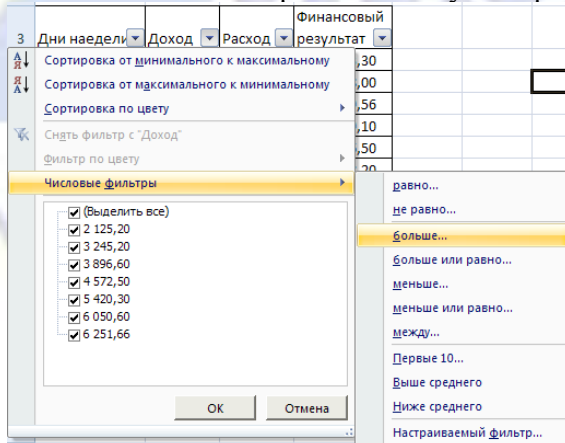 Финансовый
3 Дни наедели Доход Расход результат
Сортировка от минимального к максимальному
,30
Сортировка от максимального к минимальному
,00
Сортировка по цвету
,56
Снять фильтр с "Доход"
,10
Фильтр по цвету
,50
Числовые фильтры
(Выделить все)
2 125,20
3 245,20
3 896,60
4 572,50
5 420,30
6 050,60
6 251,66
ОК Отмена
равно...
не равно...
больше...
больше или равно...
меньше...
меньше или равно...
между...
Первые 10...
Выше среднего
Ниже среднего
Настраиваемый фильтр...